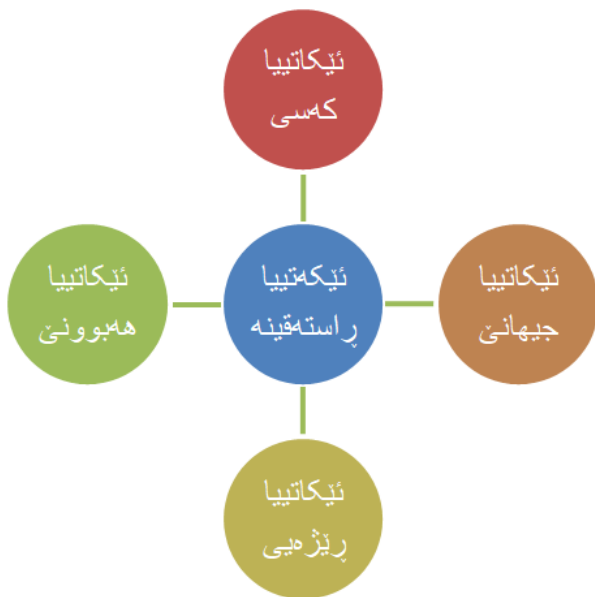 ئێکاتییا
کەسی
ئێکاتییا
جیهانێ
ئێکەتییا
ڕاستەقینە
ئێکاتییا
هەبوونێ
ئێکاتییا
ڕێژەیی